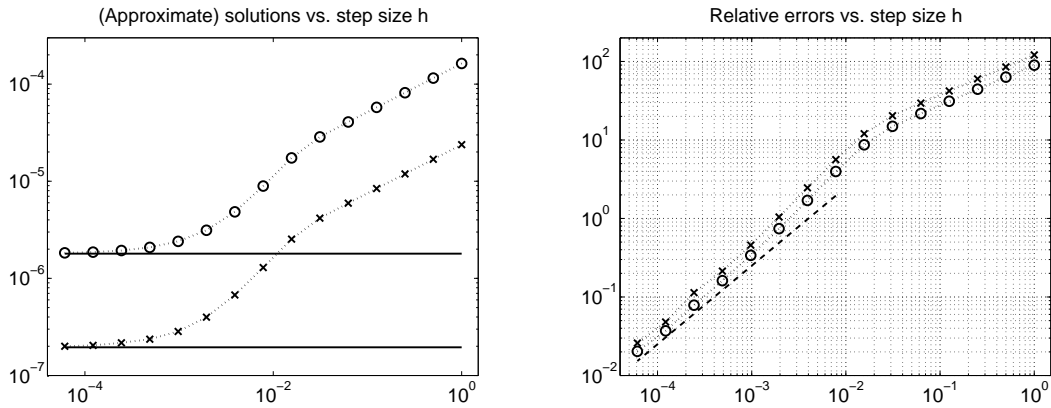 (Approximate) solutions vs. step size h
10^-4
10^-5
10^-6
10^-7
10^-4 10^-2 10^0
Relative errors vs. step size h
10^2
10^1
10^0
10^-1
10^-2
10^-4 10^-3 10^-2 10^-1 10^0